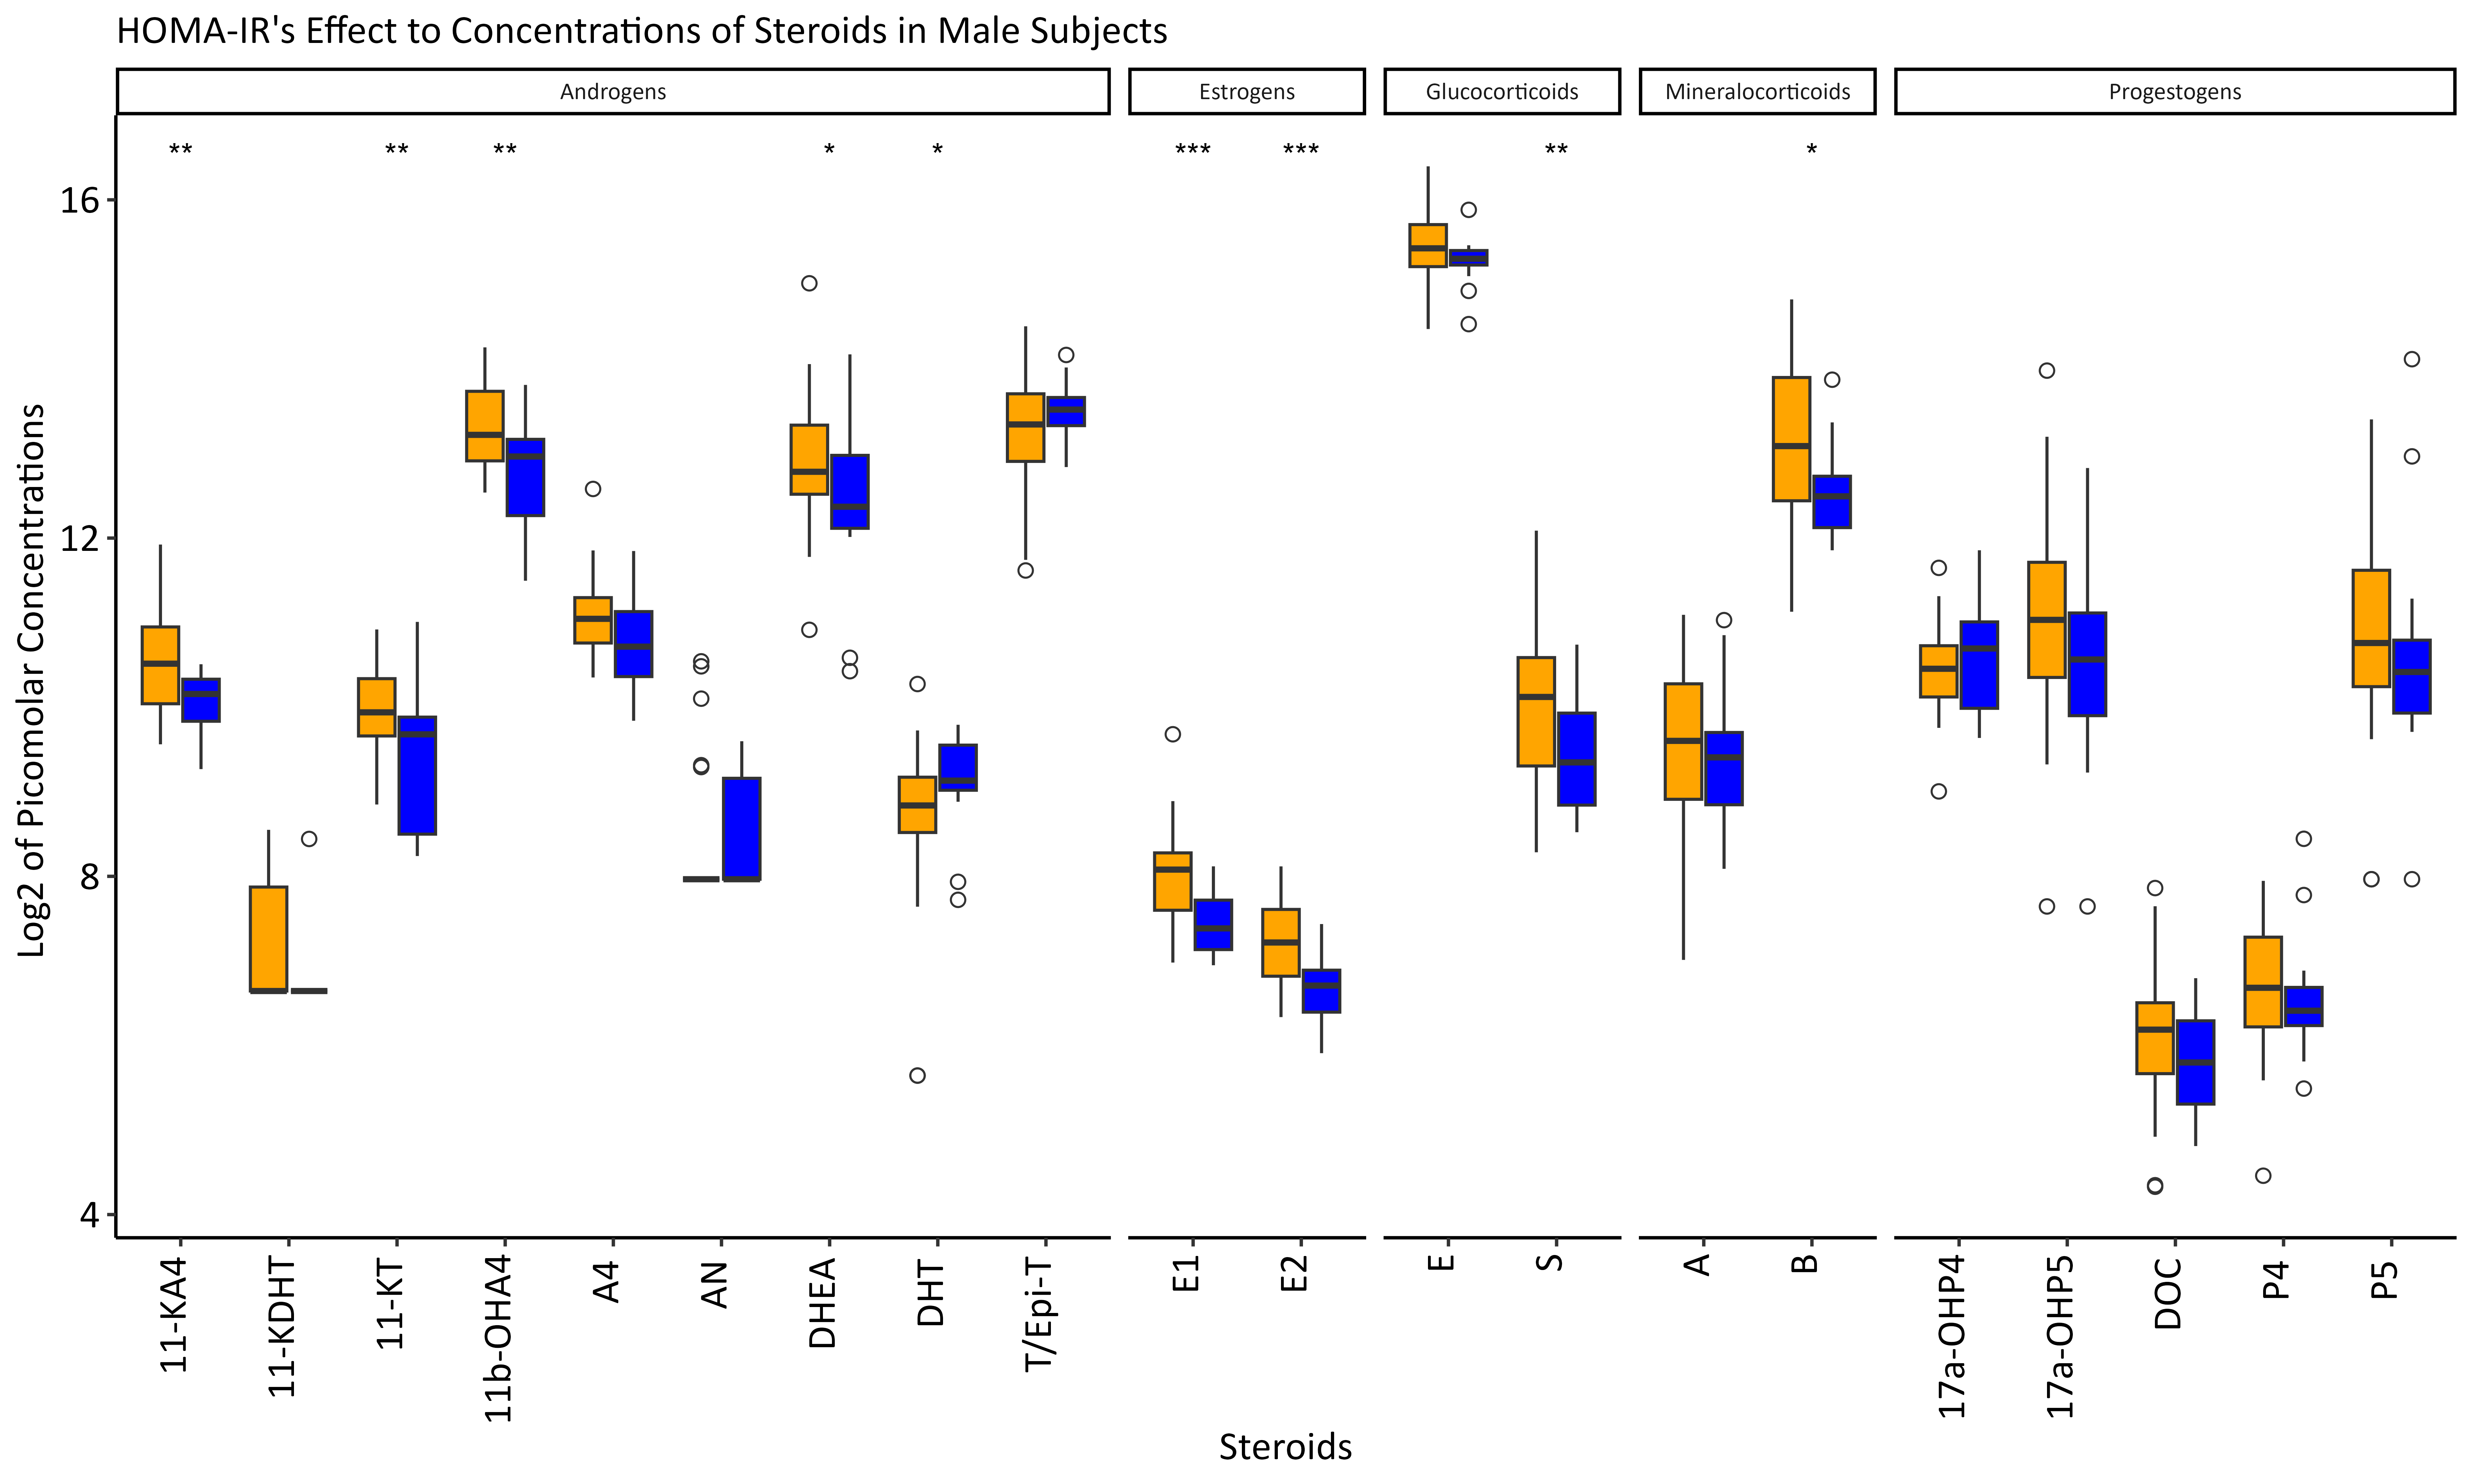 HOMA-IR's Effect to Concentrations of Steroids in Male Subjects
Androgens Estrogens Glucocorticoids Mineralocorticoids Progestogens
** ** ** * * *** *** ** *
16
12
8
4
Log2 of Picomolar Concentrations
11-KA4 11-KDHT 11-KT 11b-OHA4 A4 AN DHEA DHT T/Epi-T E1 E2 E S A B 17a-OHP4 17a-OHP5 DOC P4 P5
Steroids